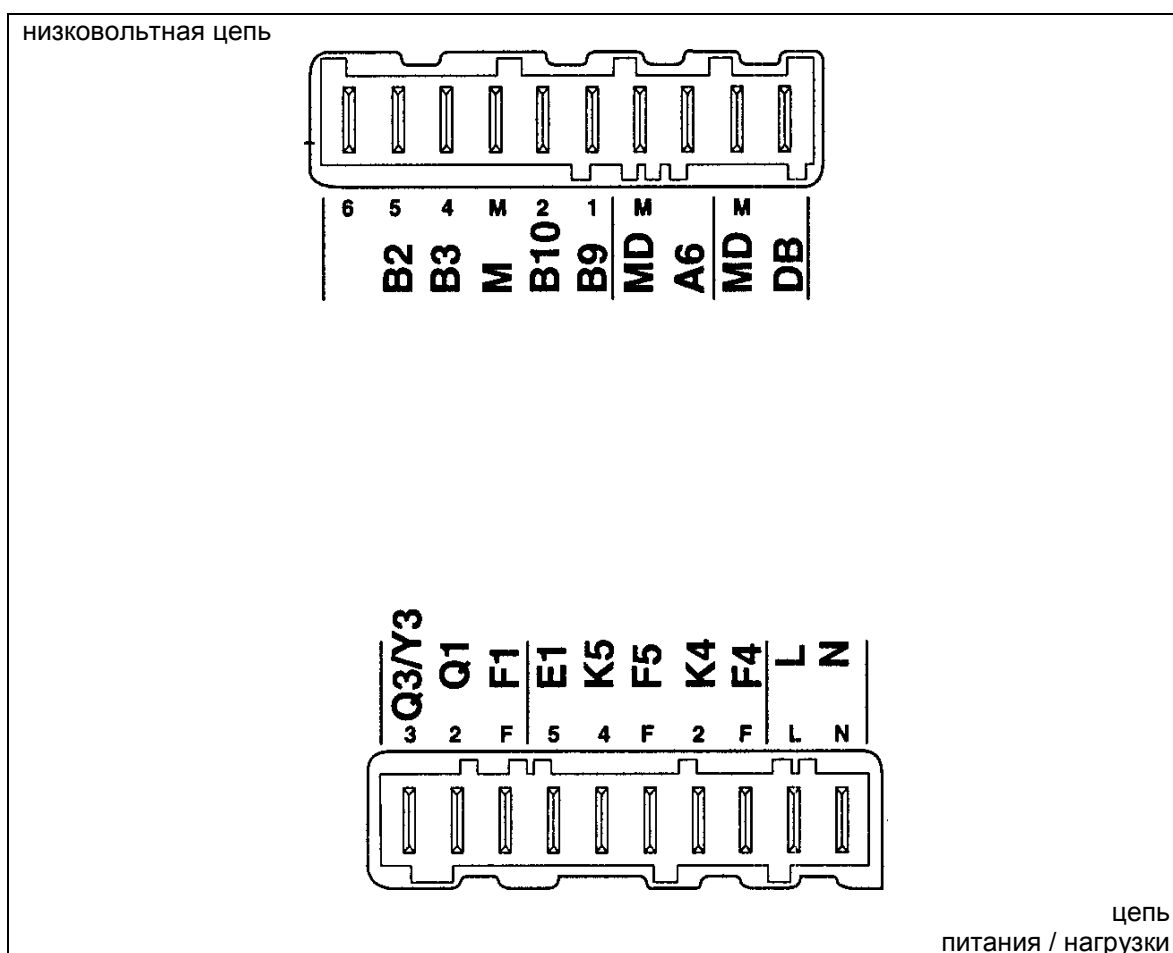 низковольтная цепь
6 5 4 M 2 1 M M
B2 B3 M B10 B9 MD A6 MD DB
Q3/Y3 Q1 F1 E1 K5 F5 K4 F4 L N
3 2 F 5 4 F 2 F L N
цепь
питания / нагрузки